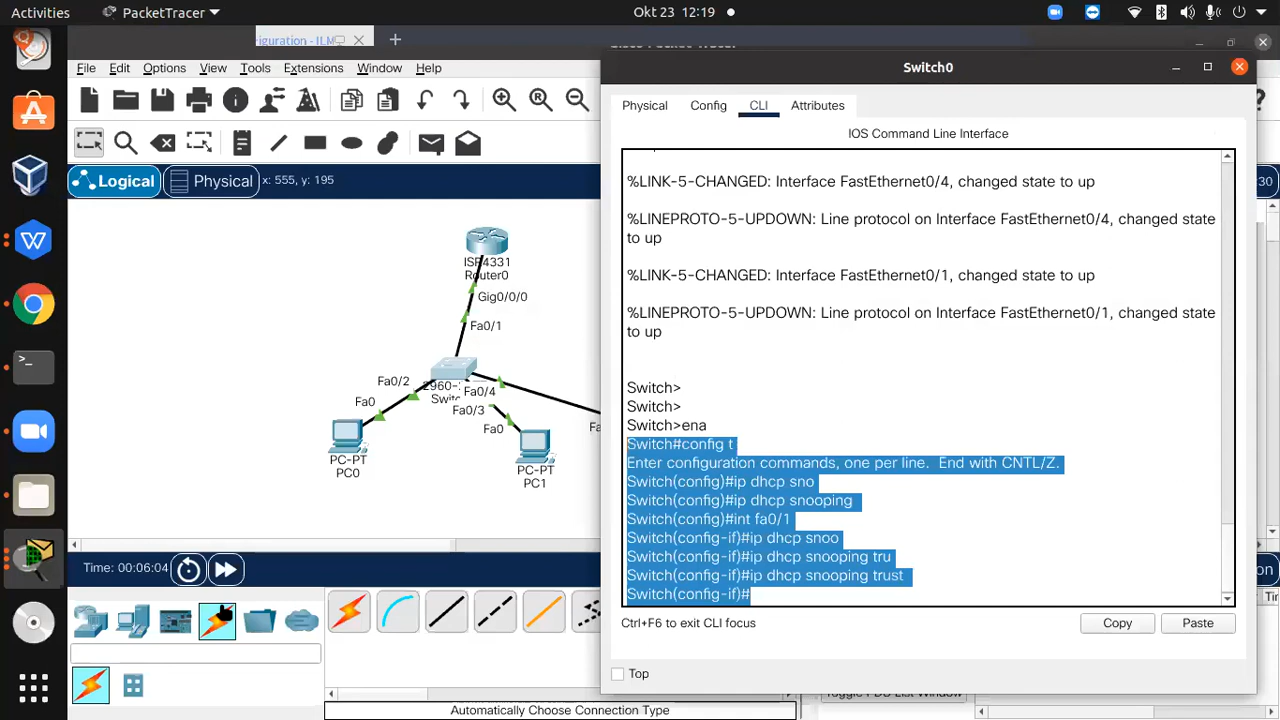 Activities
PacketTracer
Okt 23 12:19
iguration - ILM
Switch0
File Edit Options View Tools Extensions Window Help
Physical Config CLI Attributes
IOS Command Line Interface
Logical
Physical
x: 555, y: 195
:30
%LINK-5-CHANGED: Interface FastEthernet0/4, changed state to up
%LINEPROTO-5-UPDOWN: Line protocol on Interface FastEthernet0/4, changed state
to up
%LINK-5-CHANGED: Interface FastEthernet0/1, changed state to up
%LINEPROTO-5-UPDOWN: Line protocol on Interface FastEthernet0/1, changed state
to up
Switch>
Switch>
Switch>ena
Switch#config t
Enter configuration commands, one per line.  End with CNTL/Z.
Switch(config)#ip dhcp sno
Switch(config)#ip dhcp snooping
Switch(config)#int fa0/1
Switch(config-if)#ip dhcp snoo
Switch(config-if)#ip dhcp snooping tru
Switch(config-if)#ip dhcp snooping trust
Switch(config-if)#
ISR4331
Router0
Gig0/0/0
Fa0/1
Fa0/2
2960-
Swit
Fa0/4
Fa0/3
Fa0
Fa0
PC-PT
PC0
PC-PT
PC1
Ctrl+F6 to exit CLI focus
Copy
Paste
Top
Time: 00:06:04
Automatically Choose Connection Type